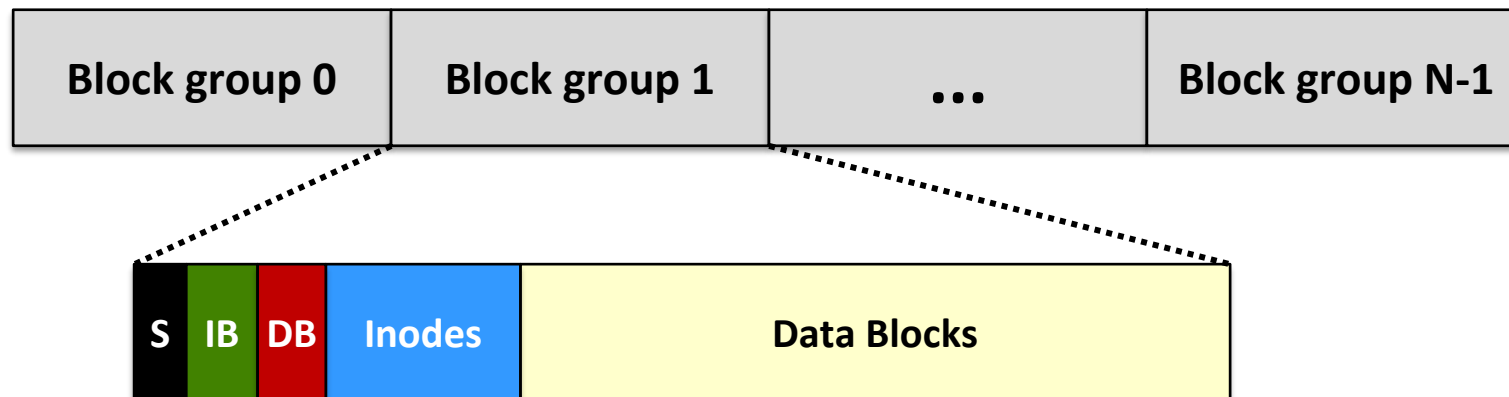 Block group 0 Block group 1 ... Block group N-1
S IB DB Inodes Data Blocks